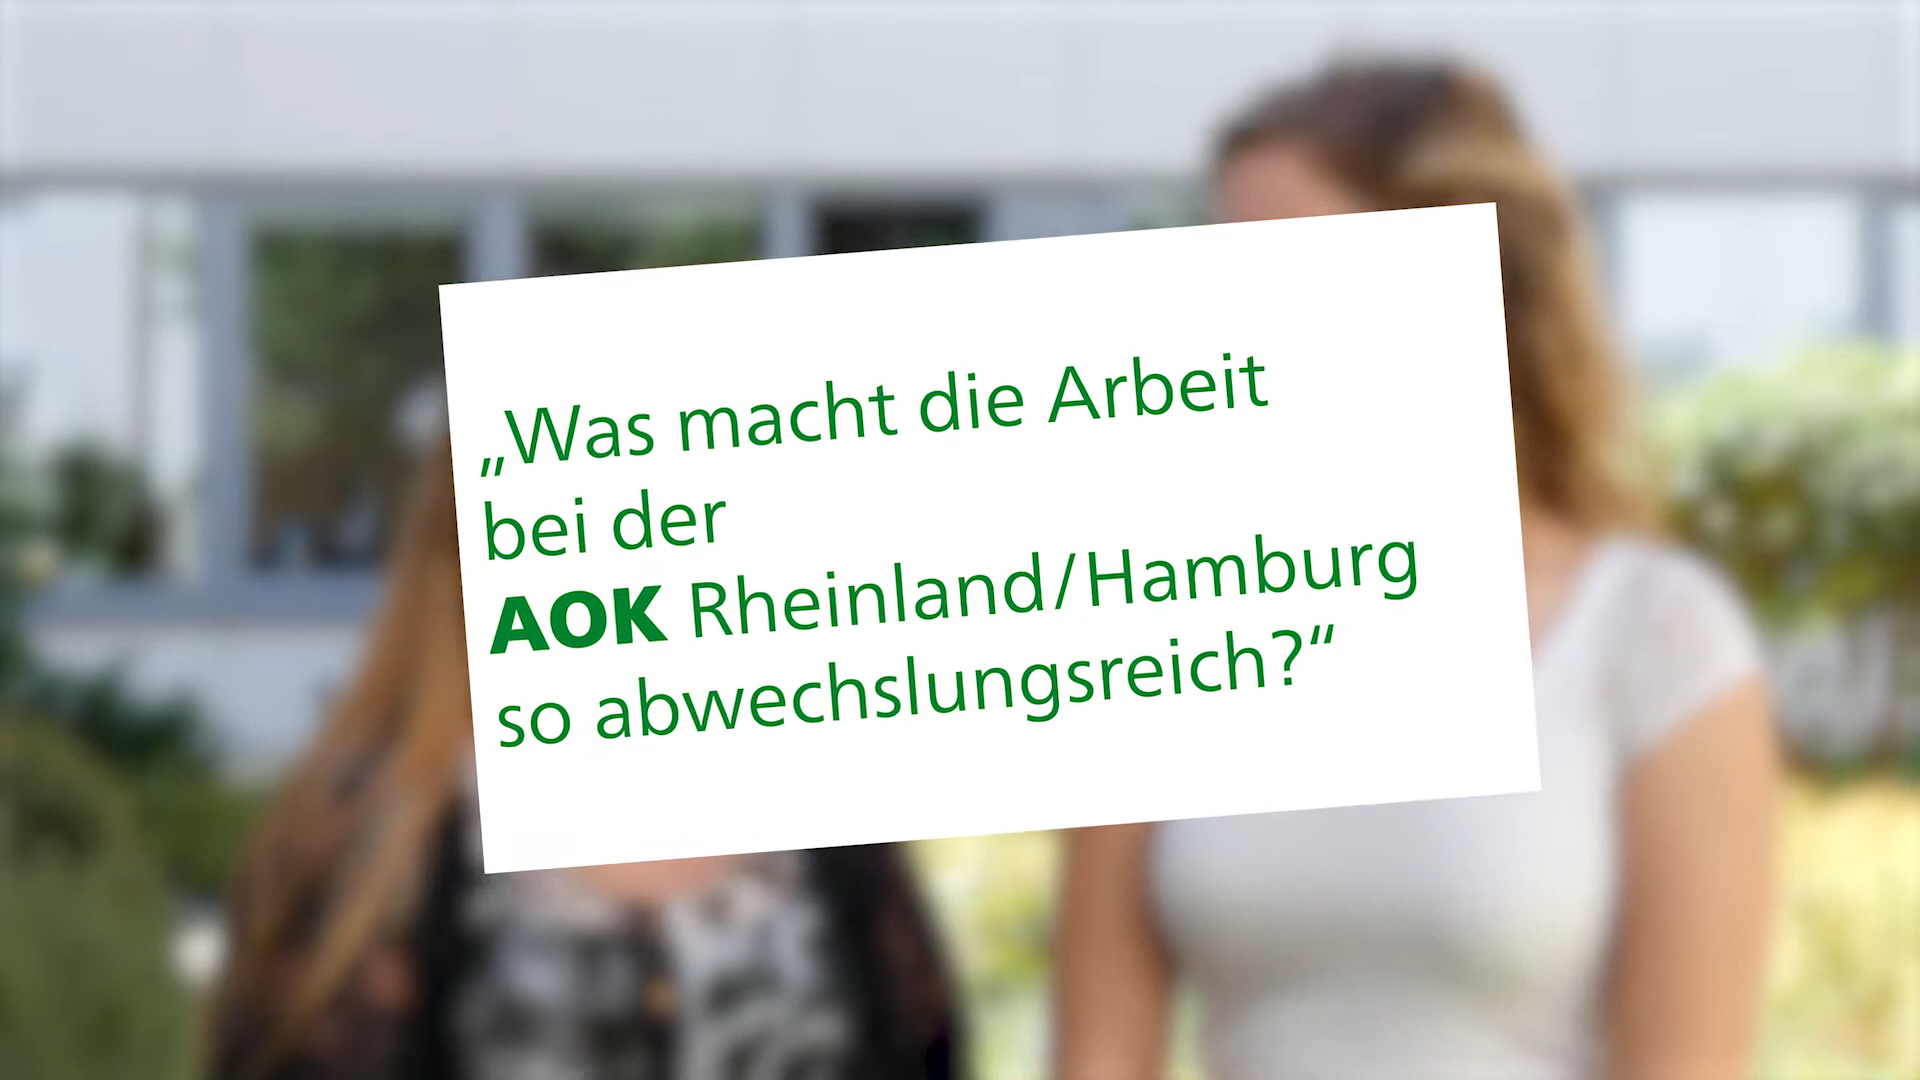 „Was macht die Arbeit
bei der
AOK Rheinland/Hamburg
so abwechslungsreich?“